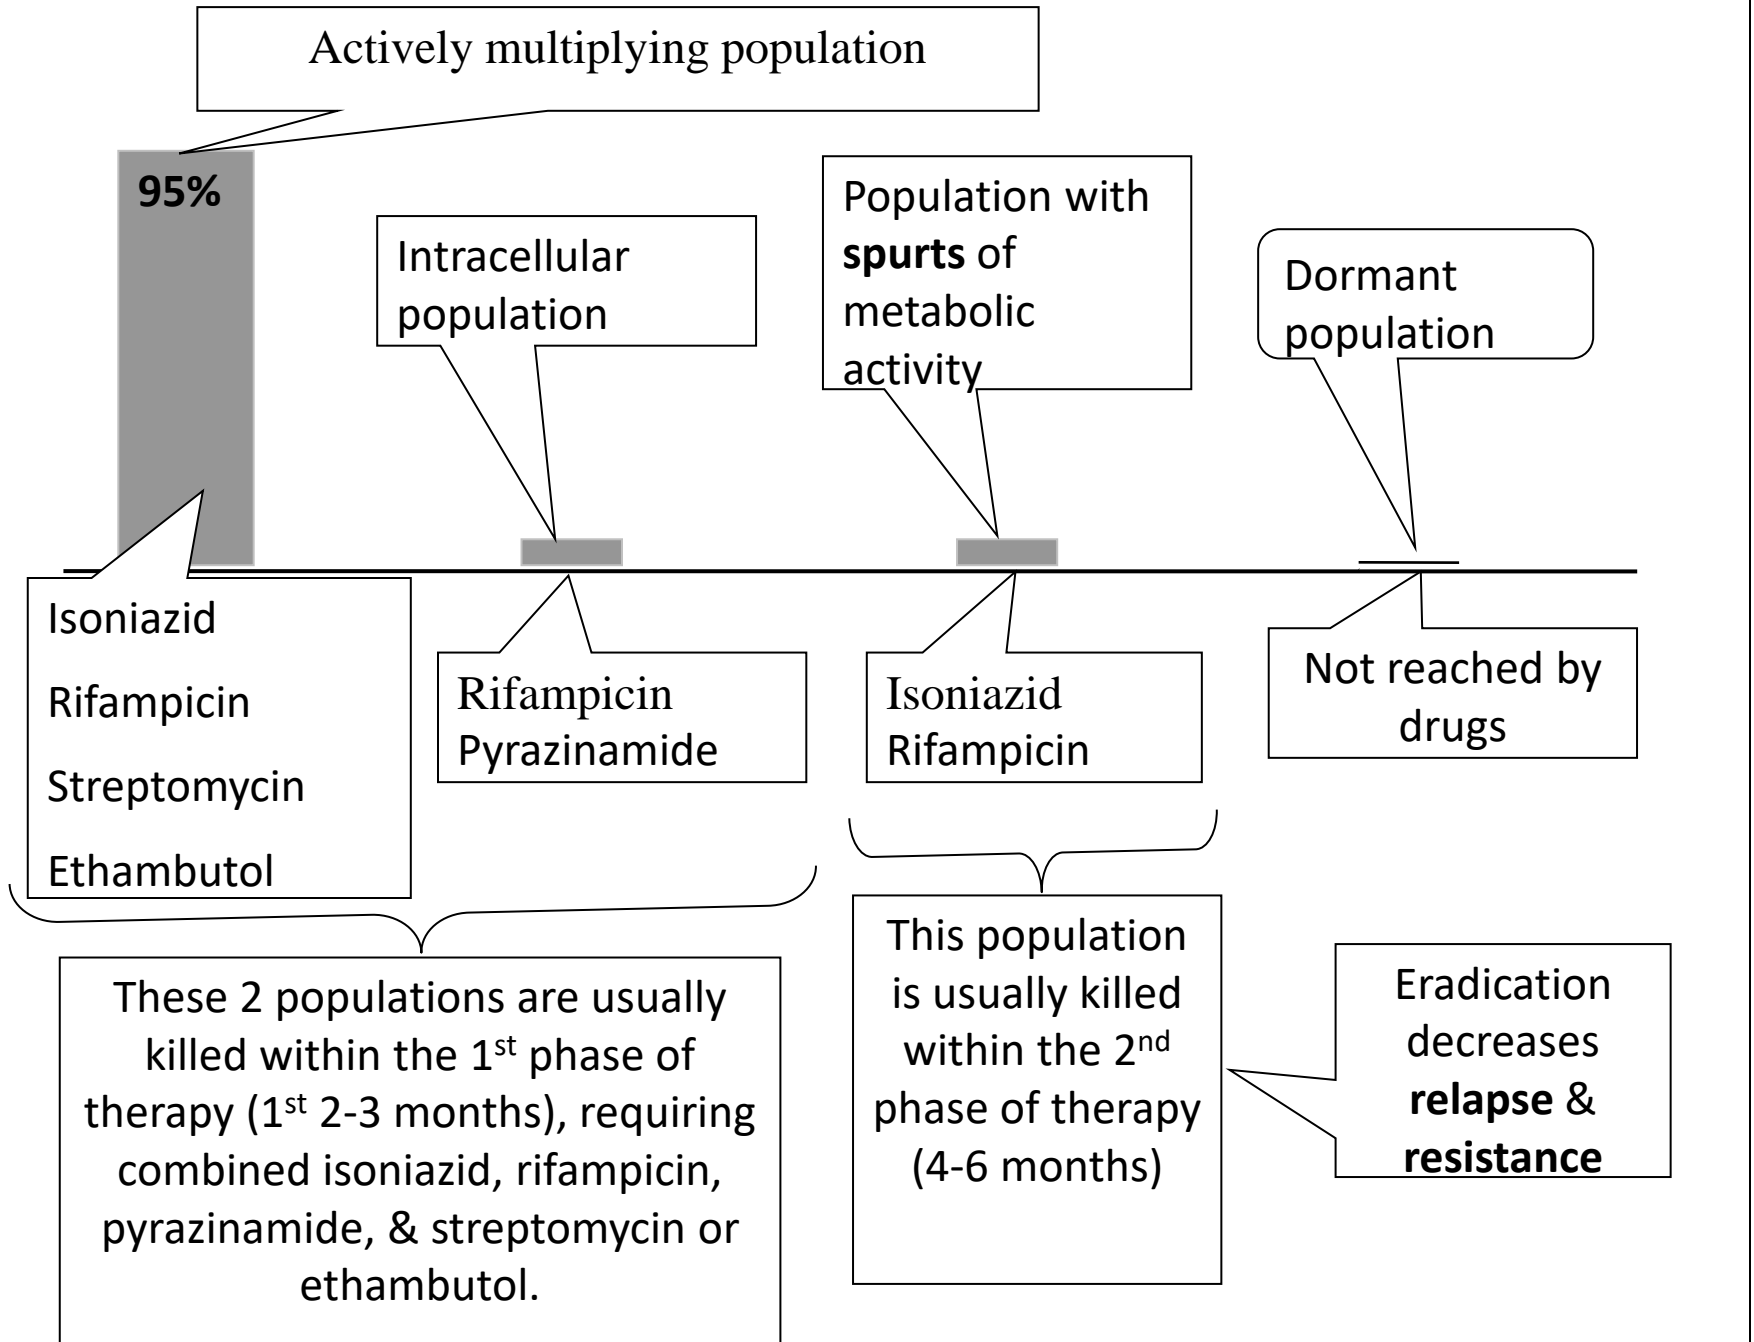 Actively multiplying population
95%
Intracellular
population
Population with
spurts of
metabolic
activity
Dormant
population
Isoniazid
Rifampicin
Streptomycin
Ethambutol
Rifampicin
Pyrazinamide
Isoniazid
Rifampicin
Not reached by
drugs
These 2 populations are usually
killed within the 1st phase of
therapy (1st 2-3 months), requiring
combined isoniazid, rifampicin,
pyrazinamide, & streptomycin or
ethambutol.
This population
is usually killed
within the 2nd
phase of therapy
(4-6 months)
Eradication
decreases
relapse &
resistance